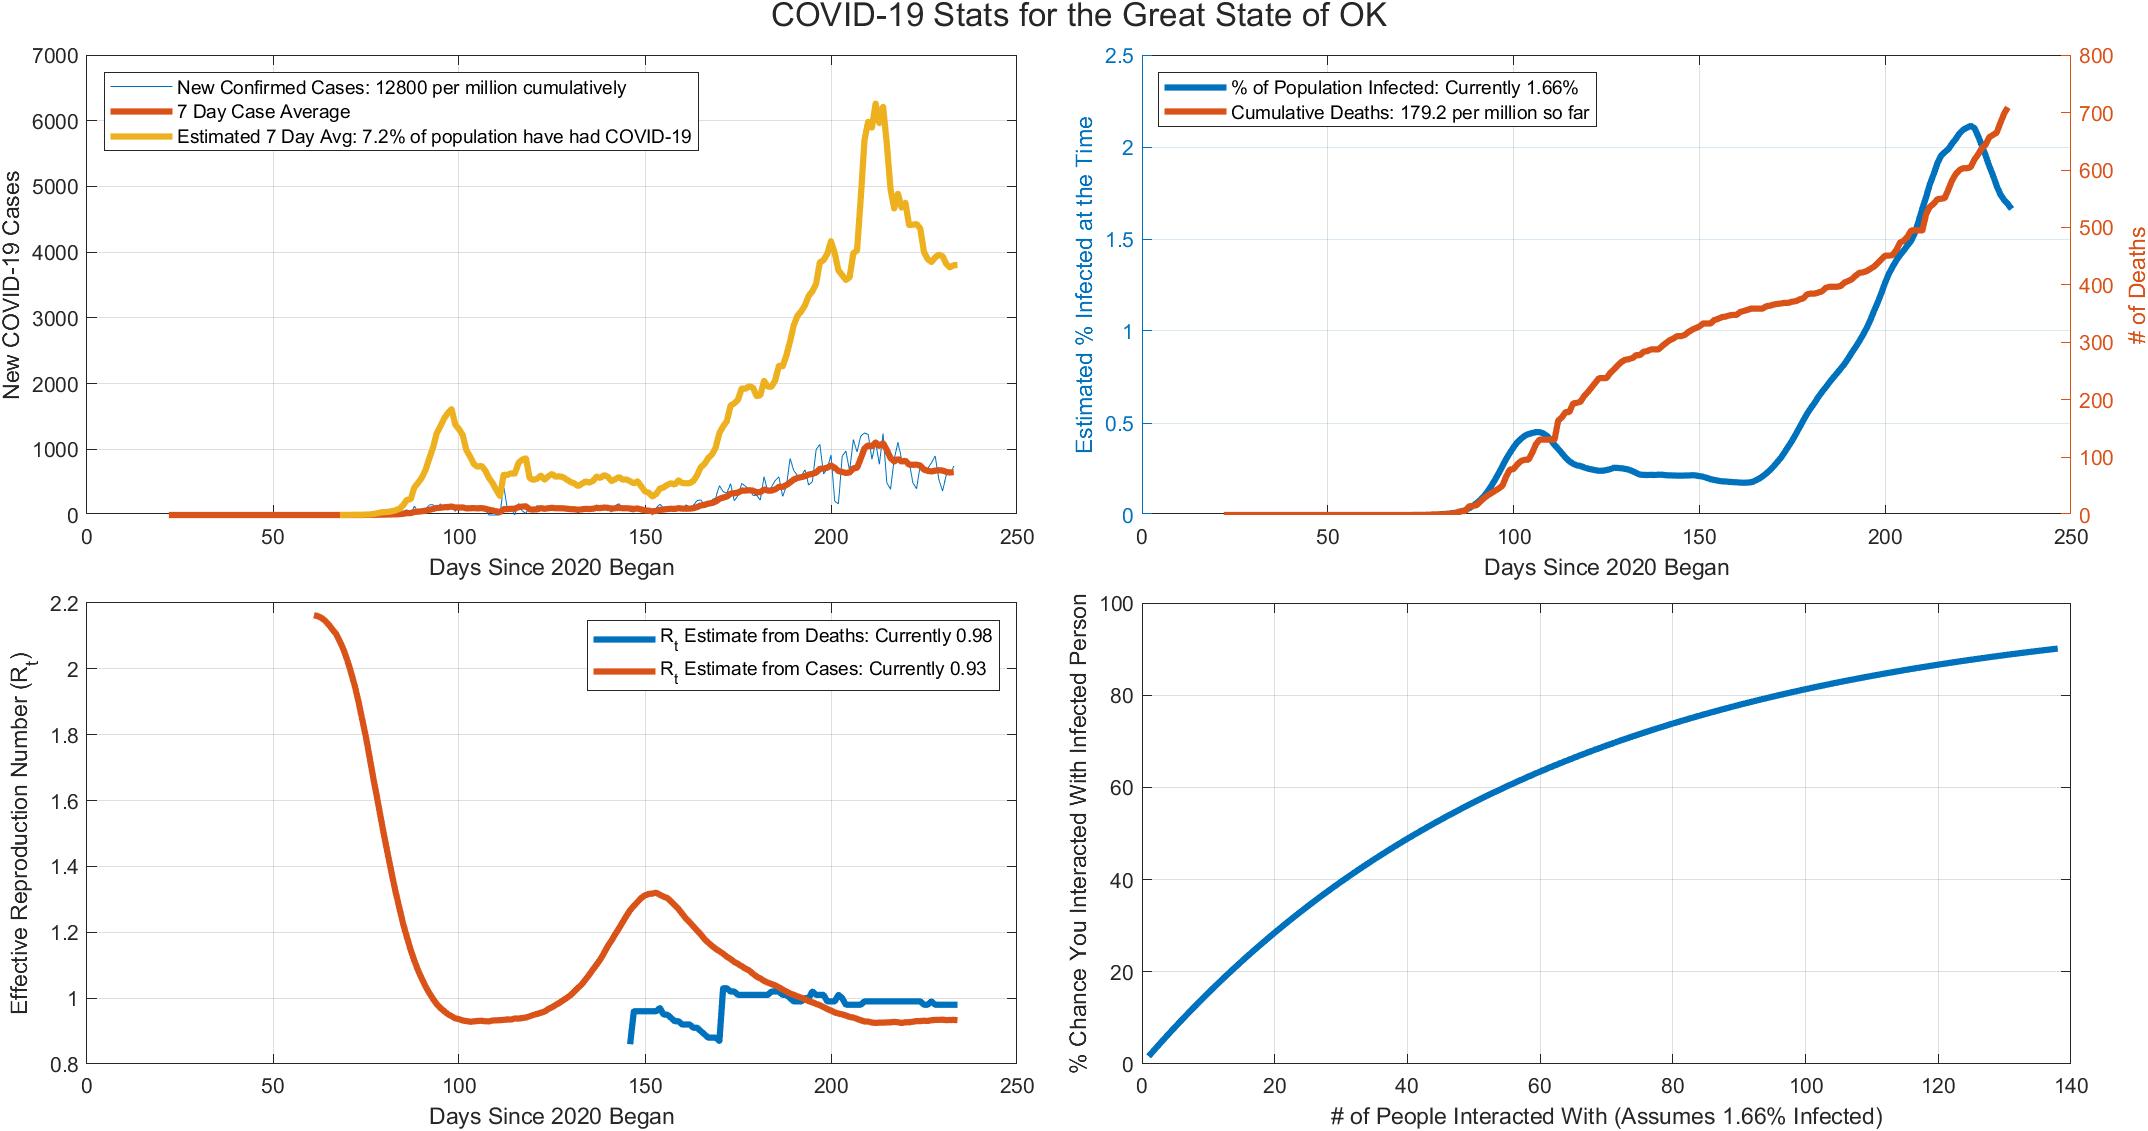 COVID-19 Stats for the Great State of OK
New COVID-19 Cases
7000
6000
5000
4000
3000
2000
1000
0
New Confirmed Cases: 12800 per million cumulatively
7 Day Case Average
Estimated 7 Day Avg: 7.2% of population have had COVID-19
0 50 100 150 200 250
Days Since 2020 Began
Estimated % Infected at the Time
2.5
2
1.5
1
0.5
0
% of Population Infected: Currently 1.66%
Cumulative Deaths: 179.2 per million so far
800
700
600
500
400
300
200
100
0
# of Deaths
0 50 100 150 200 250
Days Since 2020 Began
Effective Reproduction Number (Rt)
2.2
2
1.8
1.6
1.4
1.2
1
0.8
Rt Estimate from Deaths: Currently 0.98
Rt Estimate from Cases: Currently 0.93
0 50 100 150 200 250
Days Since 2020 Began
% Chance You Interacted With Infected Person
100
80
60
40
20
0
0 20 40 60 80 100 120 140
# of People Interacted With (Assumes 1.66% Infected)